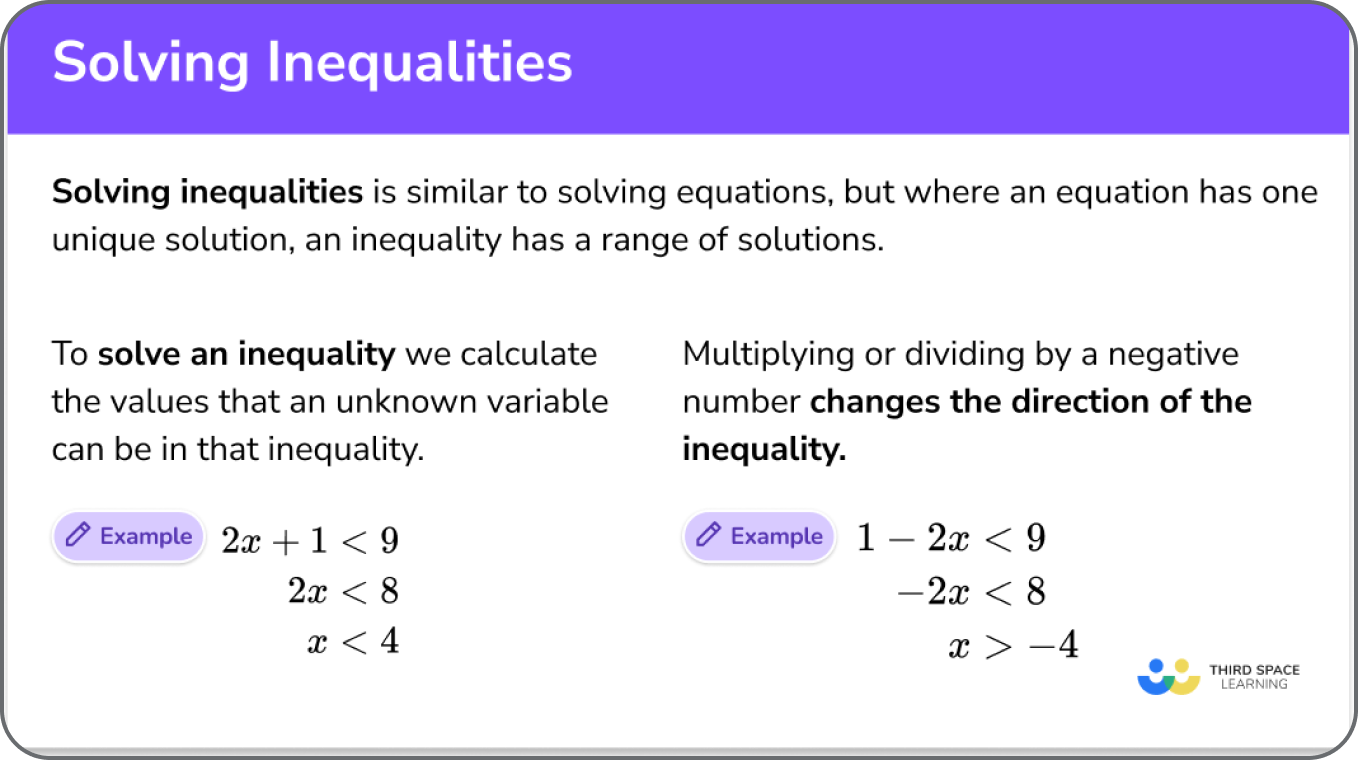 Solving Inequalities
Solving inequalities is similar to solving equations, but where an equation has one
unique solution, an inequality has a range of solutions.
To solve an inequality we calculate
the values that an unknown variable
can be in that inequality.
Example 2x + 1 < 9
2x < 8
x < 4
Multiplying or dividing by a negative
number changes the direction of the
inequality.
Example 1 − 2x < 9
−2x < 8
x > −4
THIRD SPACE
LEARNING